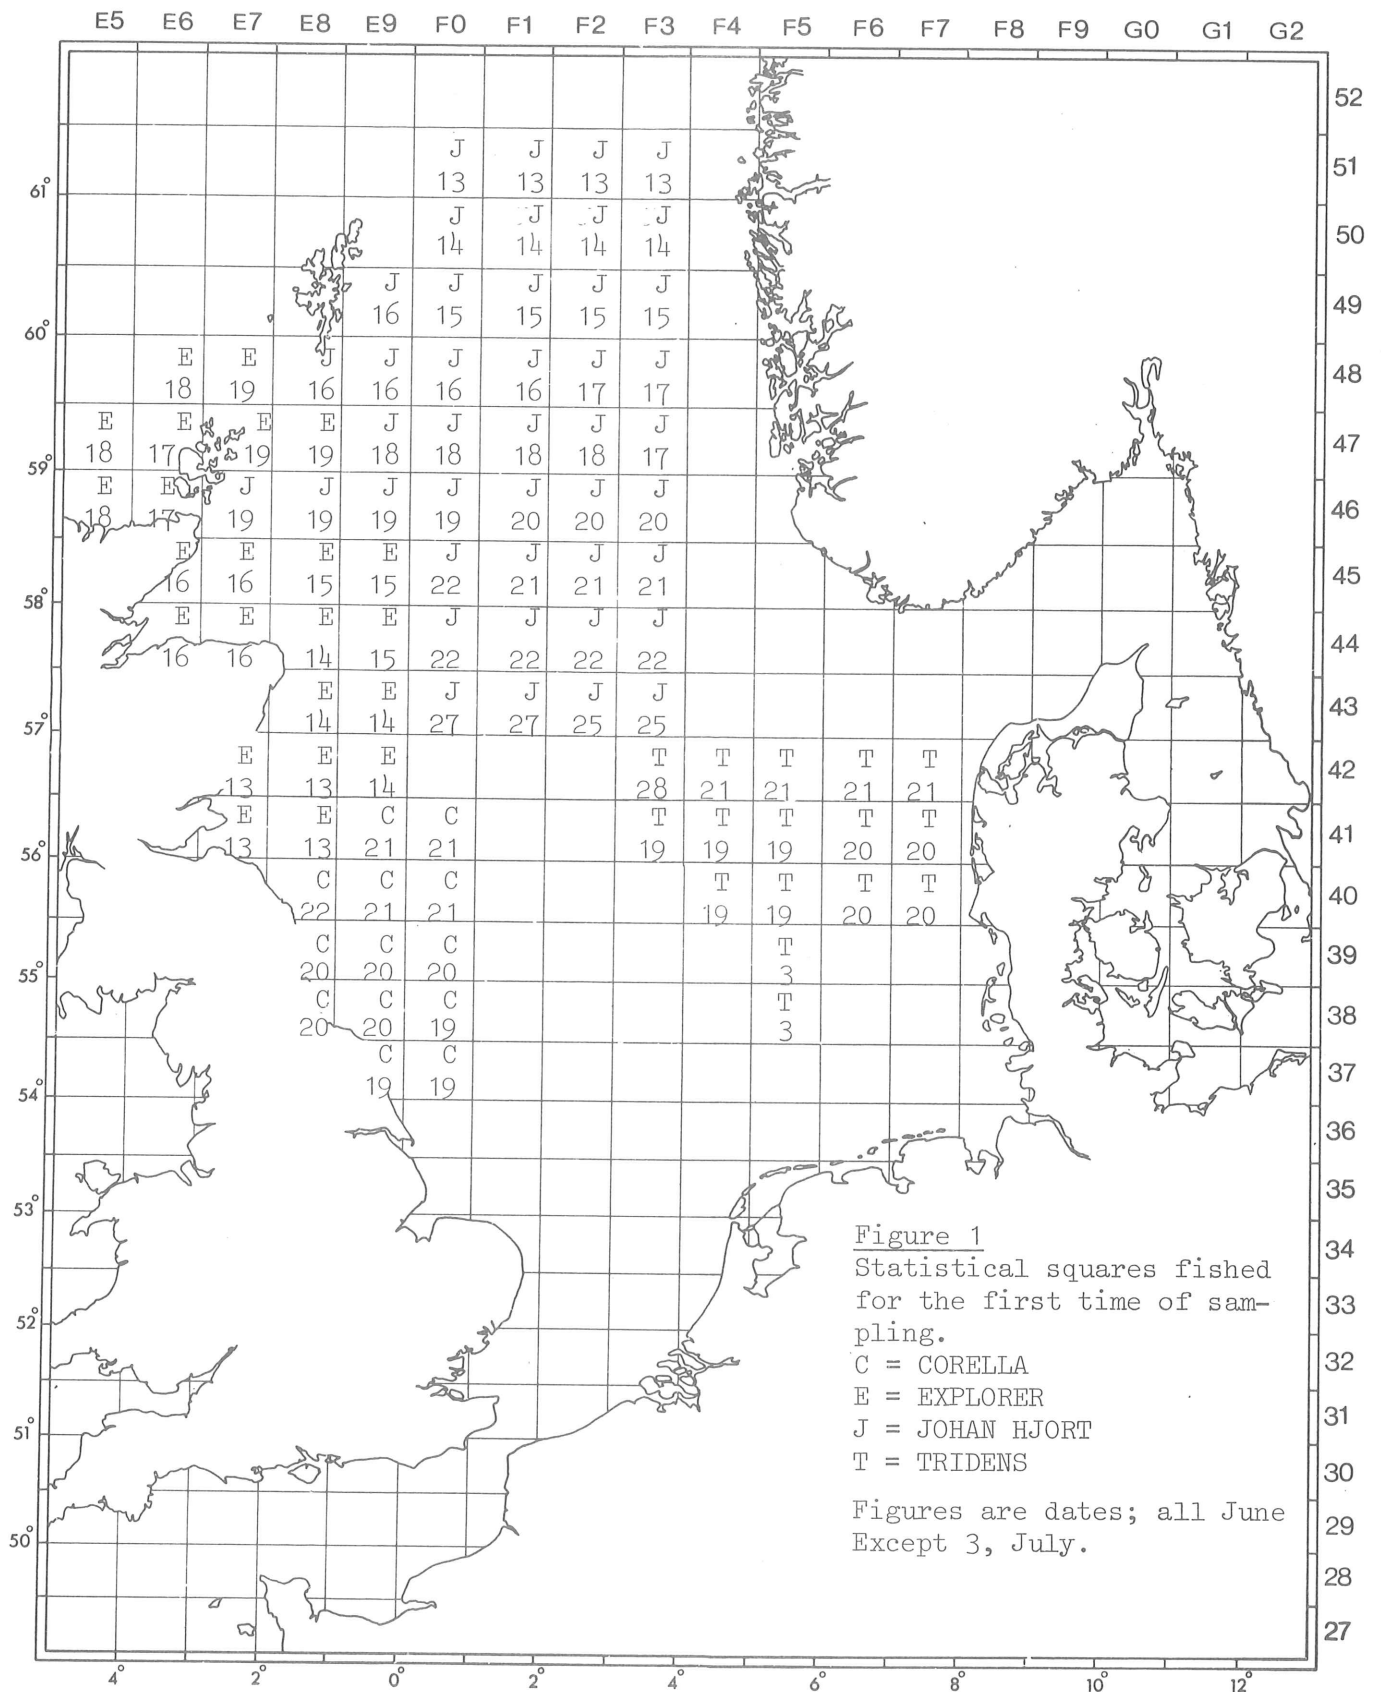 E5 E6 E7 E8 E9 F0 F1 F2 F3 F4 F5 F6 F7 F8 F9 G0 G1 G2
52
J J J J 51
61° 13 13 13 13
J J J J 50
14 14 14 14
J J J J J 49
60° 16 15 15 15 15
E E J J J J J J 48
18 19 16 16 16 16 17 17
E E E E J J J J J 47
59° 18 17 19 19 18 18 18 18 17
E E J J J J J J J 46
18 17 19 19 19 19 20 20 20
E E E E J J J J 45
58° 16 16 15 15 22 21 21 21
E E E E J J J J 44
16 16 14 15 22 22 22 22
E E J J J J 43
57° 14 14 27 27 25 25
E E E T T T T T 42
13 13 14 28 21 21 21 21
E E C C T T T T T 41
56° 13 13 21 21 19 19 19 20 20
C C C T T T T 40
22 21 21 19 19 20 20
C C C T 39
55° 20 20 20 3
C C C T 38
20 20 19 3
C C 37
54° 19 19
36
53° 35
34
52° 33
32
51° 31
30
50° 29
28
27
Figure 1
Statistical squares fished
for the first time of sam-
pling.
C = CORELLA
E = EXPLORER
J = JOHAN HJORT
T = TRIDENS
Figures are dates; all June
Except 3, July.
4° 2° 0° 2° 4° 6° 8° 10° 12°